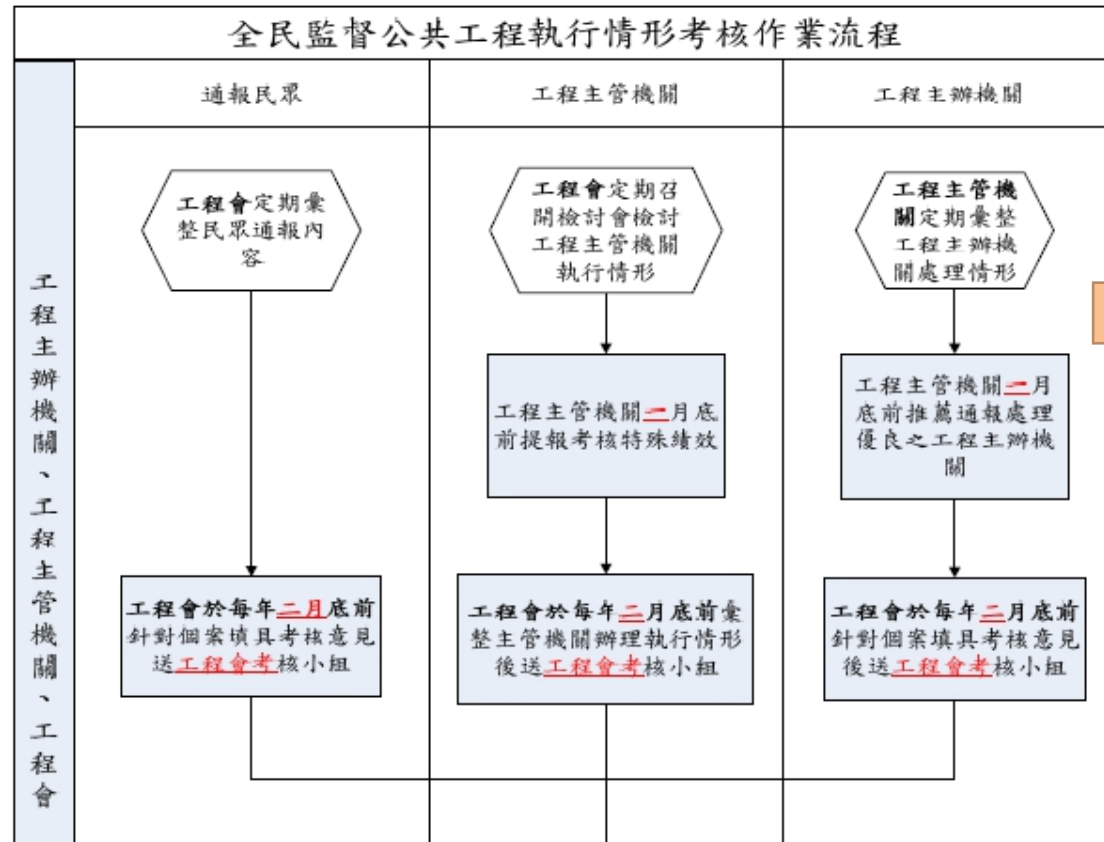 全民監督公共工程執行情形考核作業流程
通報民眾
工程主管機關
工程主辦機關
工程主辦機關、工程主管機關、工程會
工程會定期彙
整民眾通報內
容
工程會定期召
開檢討會檢討
工程主管機關
執行情形
工程主管機
關定期彙整
工程主辦機
關處理情形
工程主管機關一月底
前提報考核特殊績效
工程主管機關一月
底前推薦通報處理
優良之工程主辦機
關
工程會於每年二月底前
針對個案填具考核意見
送工程會考核小組
工程會於每年二月底前彙
整主管機關辦理執行情形
後送工程會考核小組
工程會於每年二月底前
針對個案填具考核意見
後送工程會考核小組